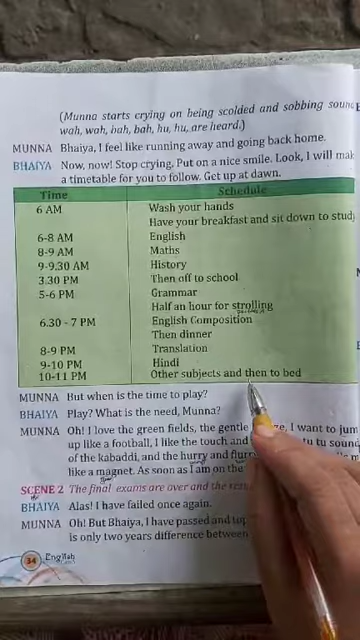 (Munna starts crying on being scolded and sobbing sound
wah, wah, bah, bah, hu, hu, are heard.)
MUNNA Bhaiya, I feel like running away and going back home.
BHAIYA Now, now! Stop crying. Put on a nice smile. Look, I will mak
a timetable for you to follow. Get up at dawn.
Time Schedule
6 AM Wash your hands
Have your breakfast and sit down to study
6-8 AM English
8-9 AM Maths
9-9.30 AM History
3.30 PM Then off to school
5-6 PM Grammar
Half an hour for strolling
6.30 - 7 PM English Composition
Then dinner
8-9 PM Translation
9-10 PM Hindi
10-11 PM Other subjects and then to bed
MUNNA But when is the time to play?
BHAIYA Play? What is the need, Munna?
MUNNA Oh! I love the green fields, the gentle I want to jum
up like a football, I like the touch and tu tu sound
of the kabaddi, and the hurry and
like a magnet. As soon as I am on the
SCENE 2 The final exams are over and the
BHAIYA Alas! I have failed once again.
MUNNA Oh! But Bhaiya, I have passed and
is only two years difference between
34 English